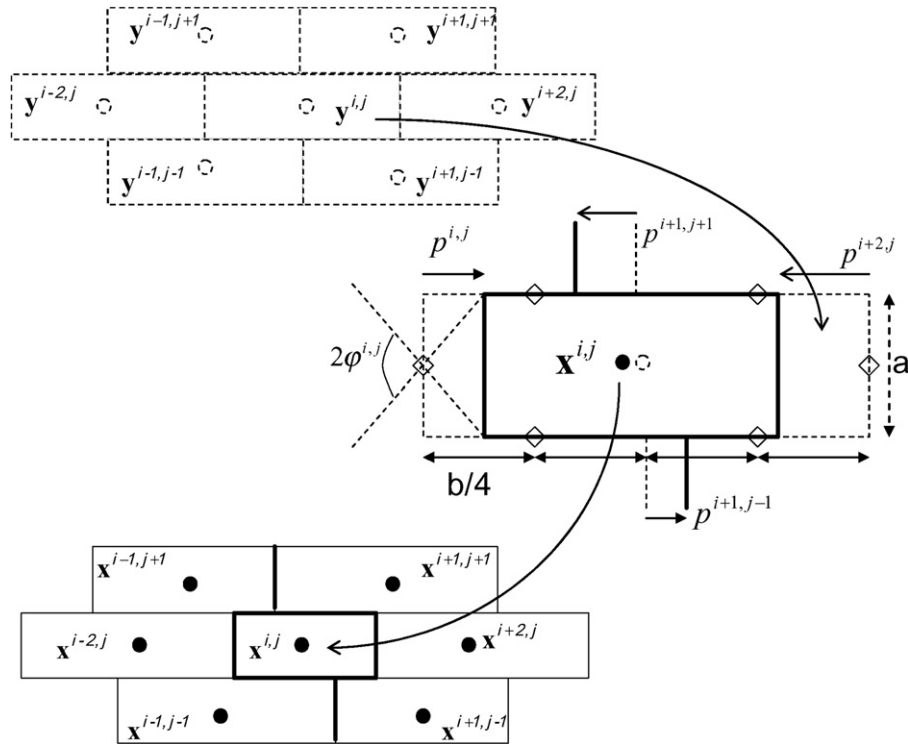 y^{i-1,j+1} y^{i+1,j+1}
y^{i-2,j} y^{i,j} y^{i+2,j}
y^{i-1,j-1} y^{i+1,j-1}
p^{i,j} p^{i+1,j+1} p^{i+2,j}
2φ^{i,j} x^{i,j} a
b/4 p^{i+1,j-1}
x^{i-1,j+1} x^{i+1,j+1}
x^{i-2,j} x^{i,j} x^{i+2,j}
x^{i-1,j-1} x^{i+1,j-1}